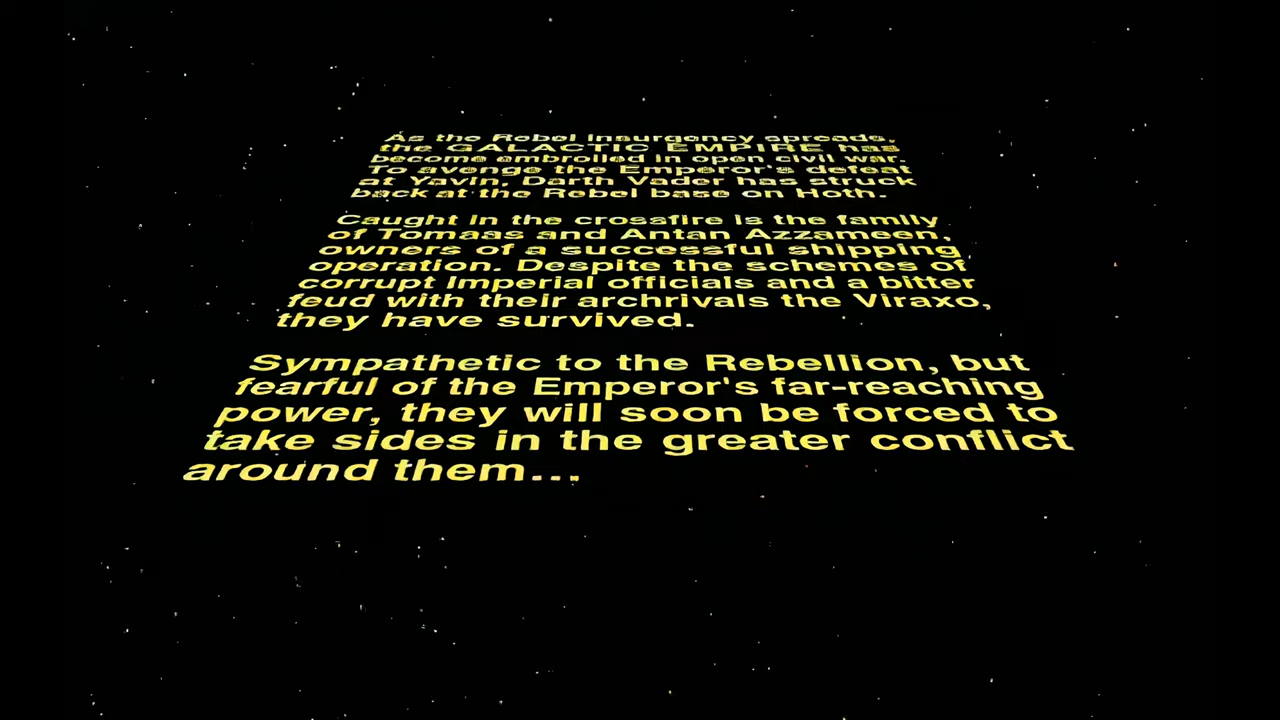 As the Rebel Insurgency spreads,
the GALACTIC EMPIRE has
become embroiled in open civil war.
To avenge the Emperor's defeat
at Yavin, Darth Vader has struck
back at the Rebel base on Hoth.
Caught in the crossfire is the family
of Tomaas and Antan Azzameen,
owners of a successful shipping
operation. Despite the schemes of
corrupt Imperial officials and a bitter
feud with their archrivals the Viraxo,
they have survived.
Sympathetic to the Rebellion, but
fearful of the Emperor's far-reaching
power, they will soon be forced to
take sides in the greater conflict
around them...